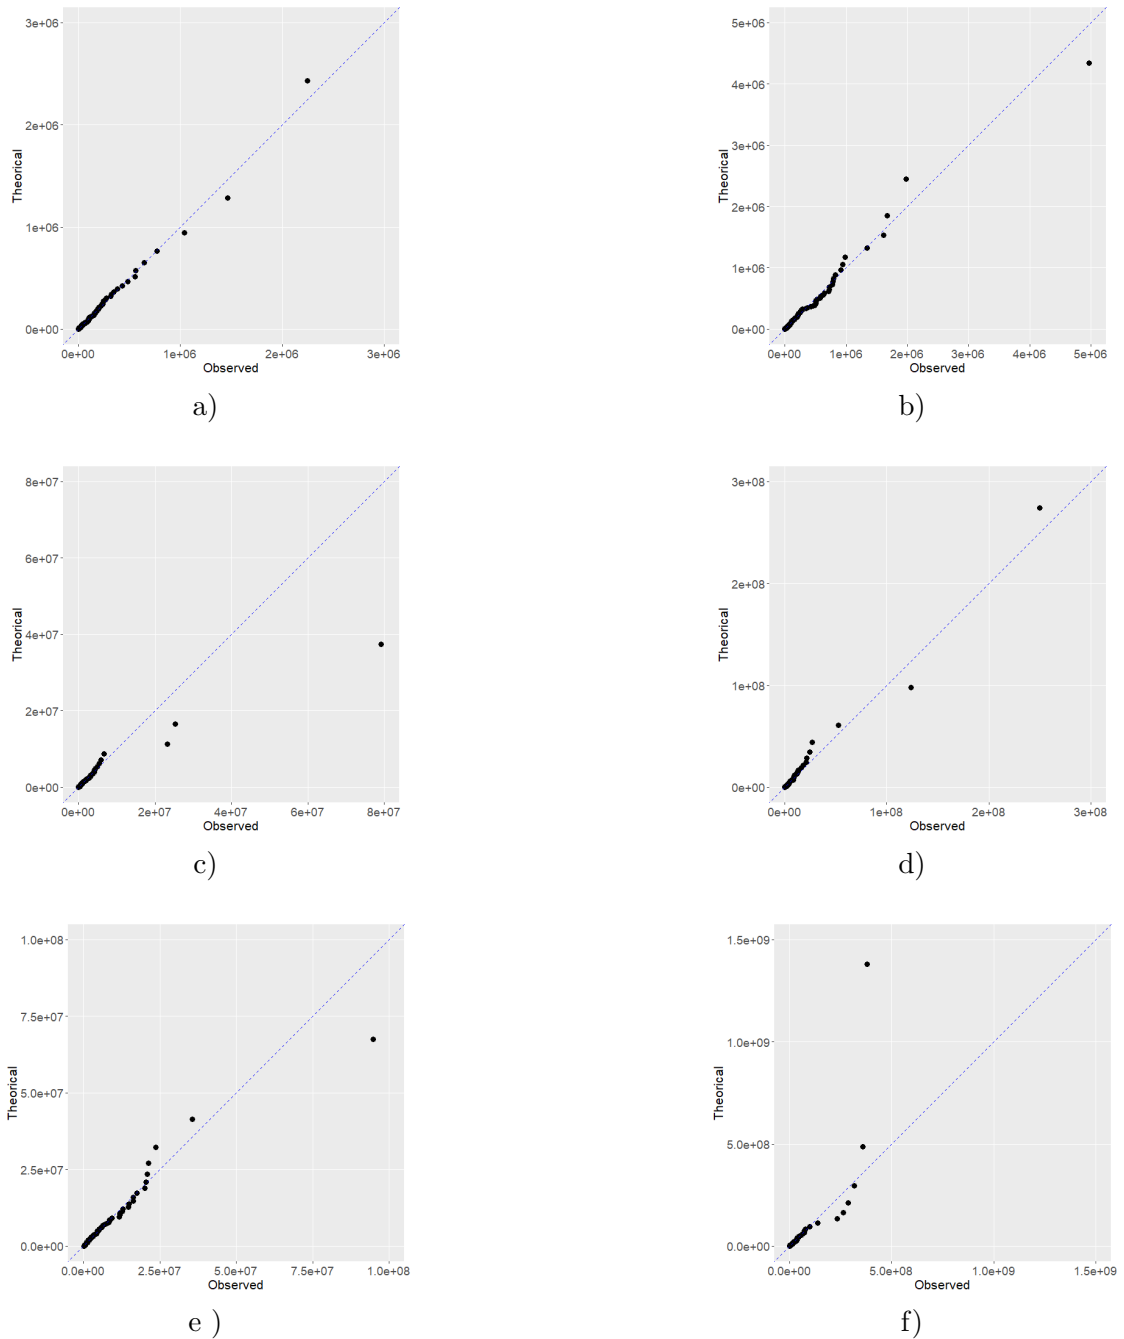 3e+06
2e+06
1e+06
0e+00
Theorical
0e+00 1e+06 2e+06 3e+06
Observed
a)
5e+06
4e+06
3e+06
2e+06
1e+06
0e+00
Theorical
0e+00 1e+06 2e+06 3e+06 4e+06 5e+06
Observed
b)
8e+07
6e+07
4e+07
2e+07
0e+00
Theorical
0e+00 2e+07 4e+07 6e+07 8e+07
Observed
c)
3e+08
2e+08
1e+08
0e+00
Theorical
0e+00 1e+08 2e+08 3e+08
Observed
d)
1.0e+08
7.5e+07
5.0e+07
2.5e+07
0.0e+00
Theorical
0.0e+00 2.5e+07 5.0e+07 7.5e+07 1.0e+08
Observed
e )
1.5e+09
1.0e+09
5.0e+08
0.0e+00
Theorical
0.0e+00 5.0e+08 1.0e+09 1.5e+09
Observed
f)